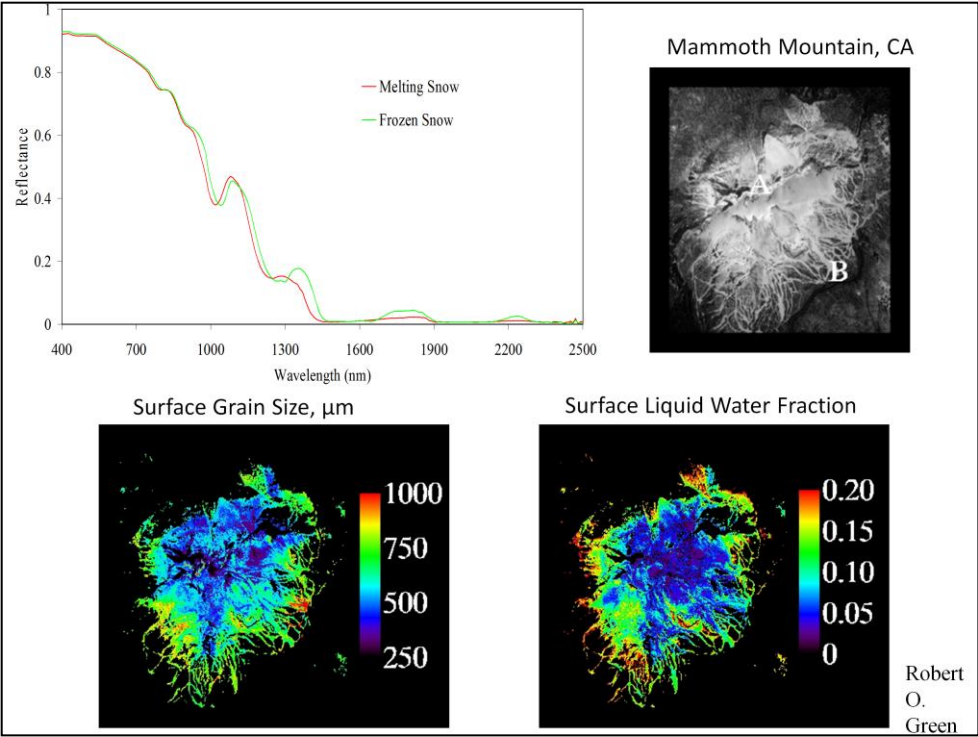 1
0.8
0.6
0.4
0.2
0
Reflectance
400 700 1000 1300 1600 1900 2200 2500
Wavelength (nm)
Melting Snow
Frozen Snow
Mammoth Mountain, CA
A
B
Surface Grain Size, µm
1000
750
500
250
Surface Liquid Water Fraction
0.20
0.15
0.10
0.05
0
Robert
O.
Green